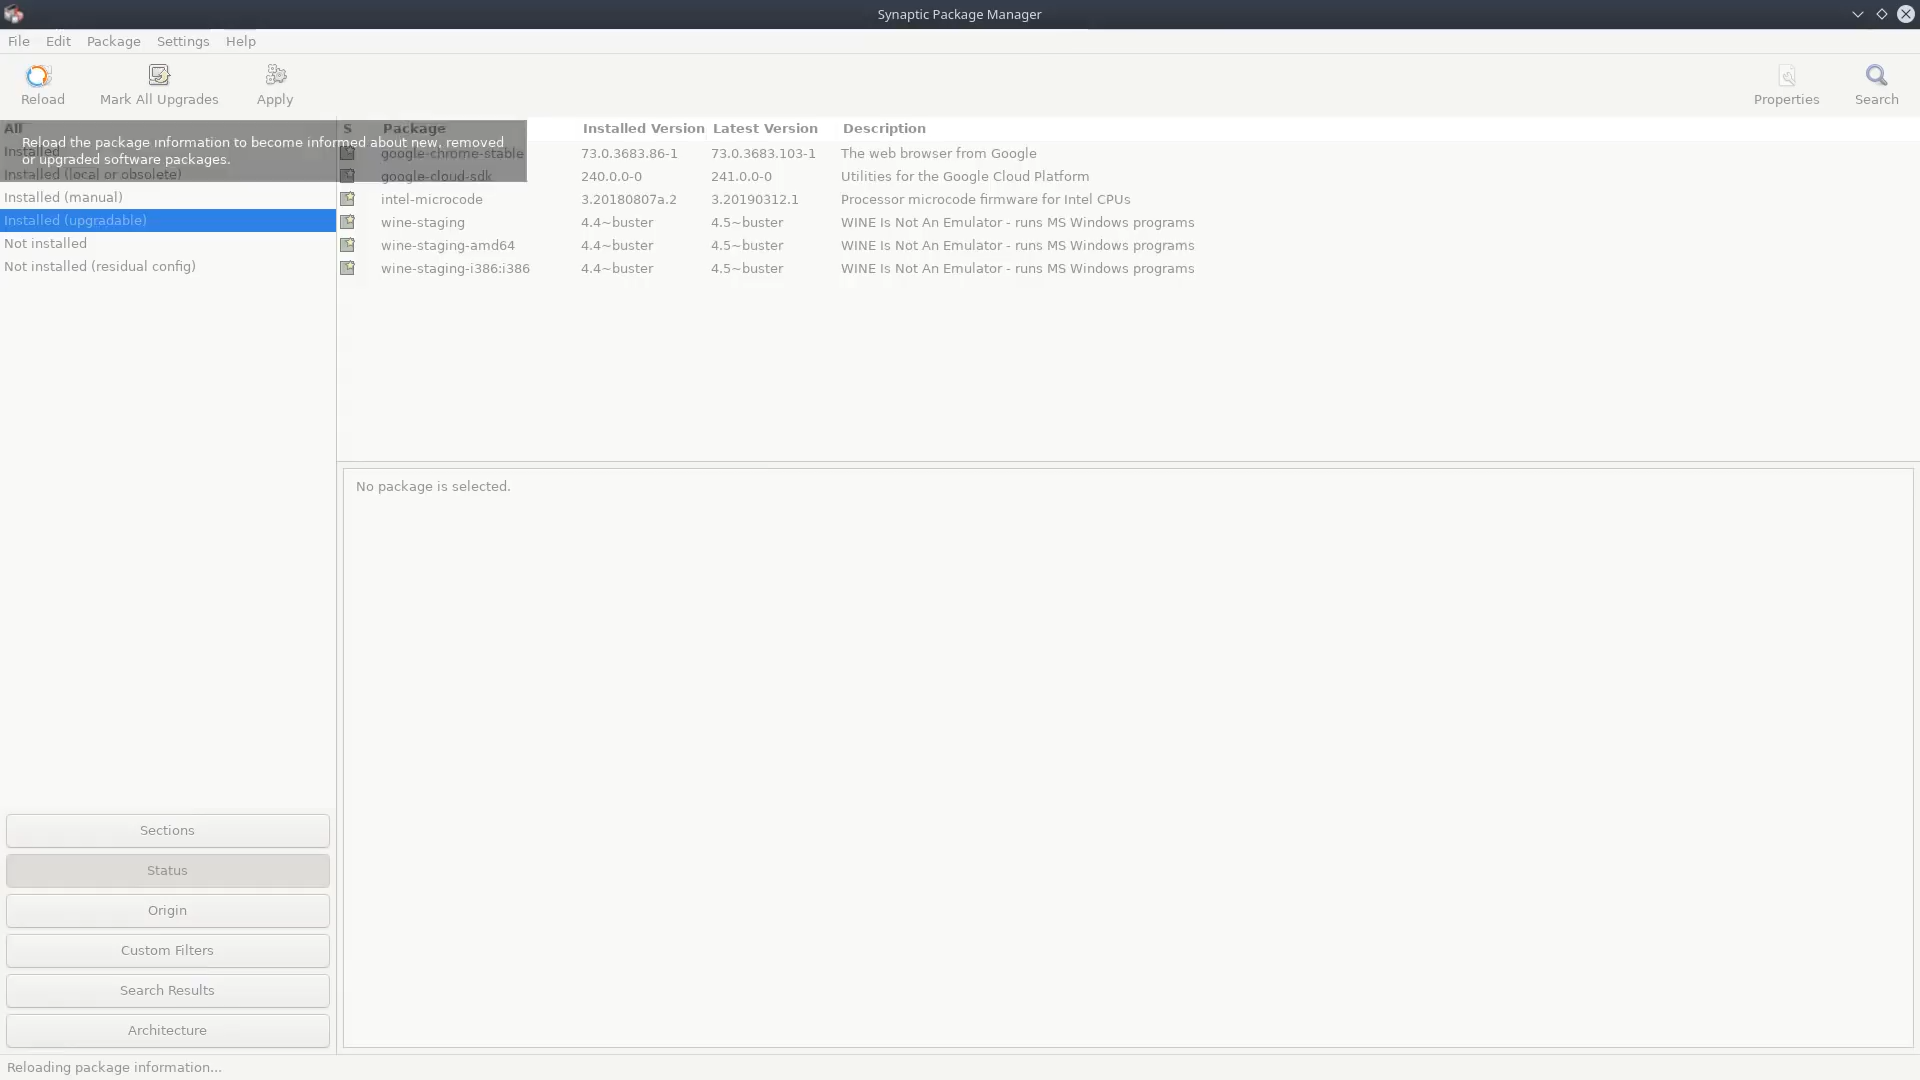 Synaptic Package Manager
File Edit Package Settings Help
Reload Mark All Upgrades Apply Properties Search
All
Installed
Installed (local or obsolete)
Installed (manual)
Installed (upgradable)
Not installed
Not installed (residual config)
Reload the package information to become informed about new, removed
or upgraded software packages.
S Package Installed Version Latest Version Description
google-chrome-stable 73.0.3683.86-1 73.0.3683.103-1 The web browser from Google
google-cloud-sdk 240.0.0-0 241.0.0-0 Utilities for the Google Cloud Platform
intel-microcode 3.20180807a.2 3.20190312.1 Processor microcode firmware for Intel CPUs
wine-staging 4.4~buster 4.5~buster WINE Is Not An Emulator - runs MS Windows programs
wine-staging-amd64 4.4~buster 4.5~buster WINE Is Not An Emulator - runs MS Windows programs
wine-staging-i386:i386 4.4~buster 4.5~buster WINE Is Not An Emulator - runs MS Windows programs
No package is selected.
Sections
Status
Origin
Custom Filters
Search Results
Architecture
Reloading package information...